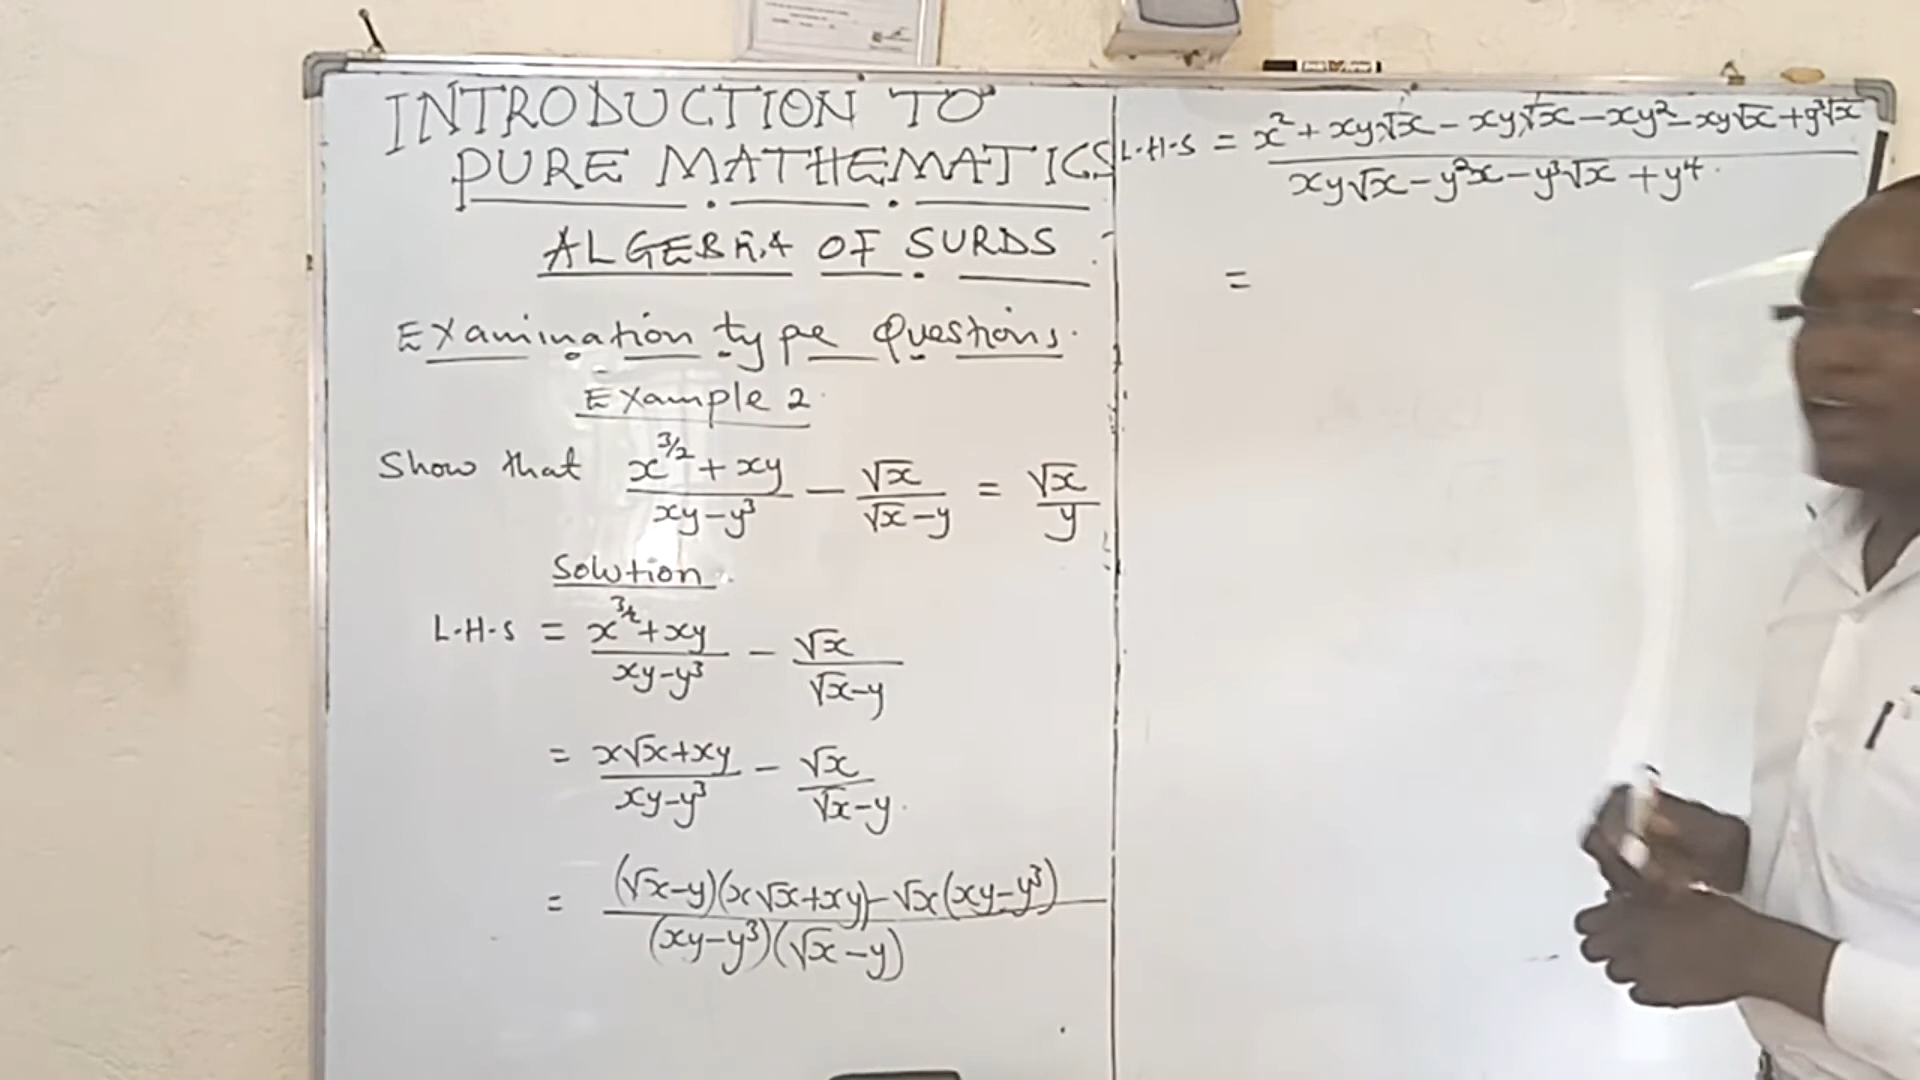 INTRODUCTION TO
PURE MATHEMATICS
ALGEBRA OF SURDS
Examination type Questions.
Example 2
Show that (x^{3/2} + xy)/(xy - y³) - √x/(√x - y) = √x/y
Solution
L.H.S = (x^{3/2} + xy)/(xy - y³) - √x/(√x - y)
= (x√x + xy)/(xy - y³) - √x/(√x - y).
= ((√x - y)(x√x + xy) - √x(xy - y³))/((xy - y³)(√x - y))
L.H.S = (x² + xy√x - xy√x - xy² - xy√x + y³√x)/(xy√x - y²x - y³√x + y⁴).
=